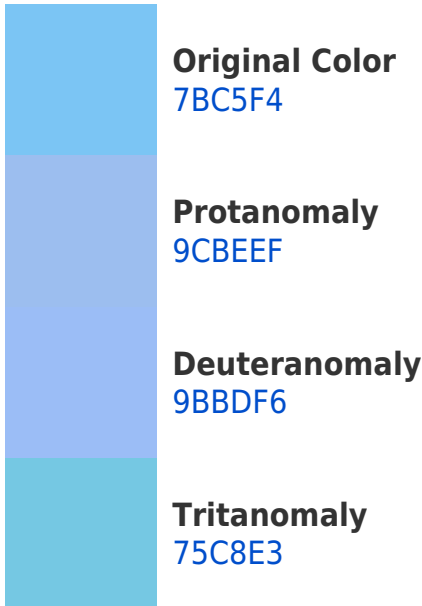 Original Color
7BC5F4
Protanomaly
9CBEEF
Deuteranomaly
9BBDF6
Tritanomaly
75C8E3